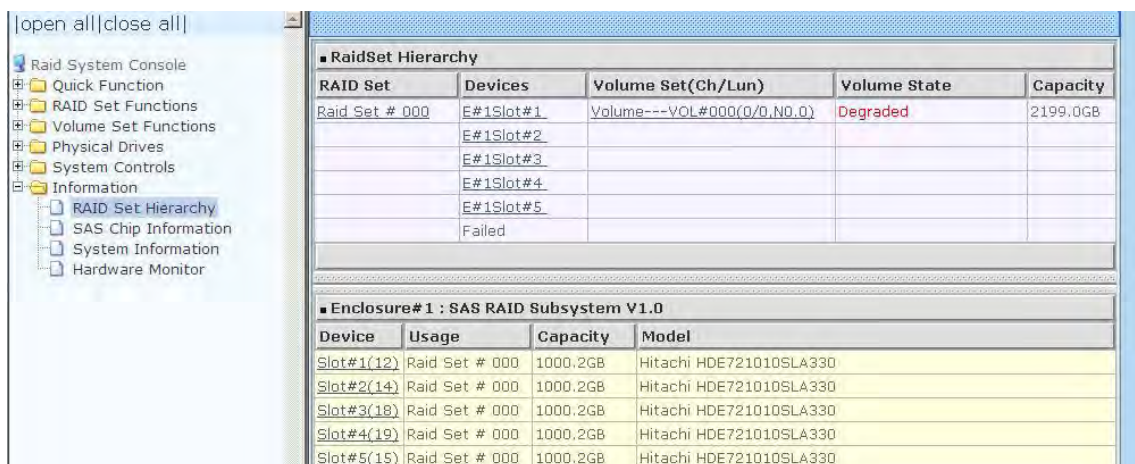 |open all|close all|
Raid System Console
Quick Function
RAID Set Functions
Volume Set Functions
Physical Drives
System Controls
Information
RAID Set Hierarchy
SAS Chip Information
System Information
Hardware Monitor
RaidSet Hierarchy
RAID Set Devices Volume Set(Ch/Lun) Volume State Capacity
Raid Set # 000 E#1Slot#1 Volume---VOL#000(0/0,N0.0) Degraded 2199.0GB
E#1Slot#2
E#1Slot#3
E#1Slot#4
E#1Slot#5
Failed
Enclosure#1 : SAS RAID Subsystem V1.0
Device Usage Capacity Model
Slot#1(12) Raid Set # 000 1000.2GB Hitachi HDE721010SLA330
Slot#2(14) Raid Set # 000 1000.2GB Hitachi HDE721010SLA330
Slot#3(18) Raid Set # 000 1000.2GB Hitachi HDE721010SLA330
Slot#4(19) Raid Set # 000 1000.2GB Hitachi HDE721010SLA330
Slot#5(15) Raid Set # 000 1000.2GB Hitachi HDE721010SLA330